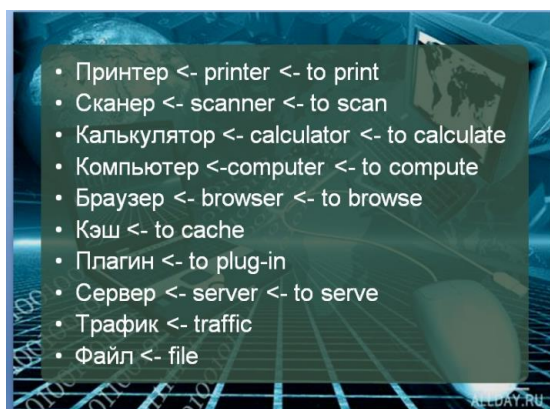 • Принтер <- printer <- to print
• Сканер <- scanner <- to scan
• Калькулятор <- calculator <- to calculate
• Компьютер <-computer <- to compute
• Браузер <- browser <- to browse
• Кэш <- to cache
• Плагин <- to plug-in
• Сервер <- server <- to serve
• Трафик <- traffic
• Файл <- file
ALLDAY.RU